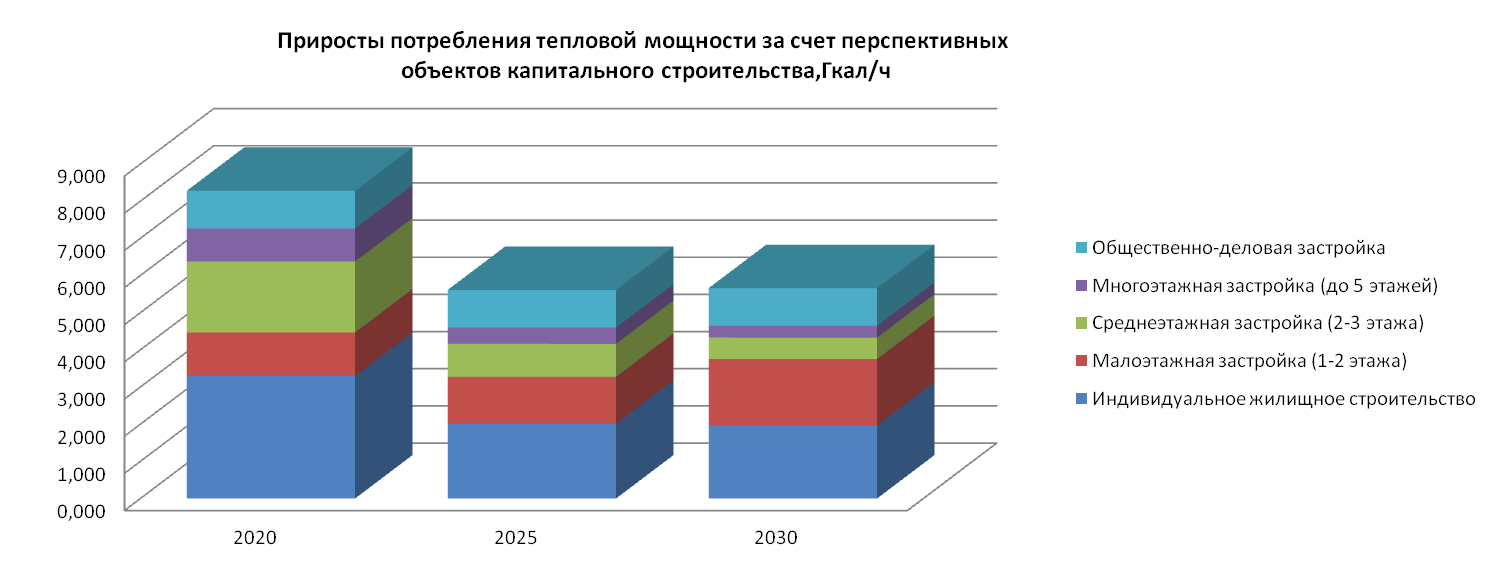 Приросты потребления тепловой мощности за счет перспективных
объектов капитального строительства,Гкал/ч
9,000
8,000
7,000
6,000
5,000
4,000
3,000
2,000
1,000
0,000
2020
2025
2030
Общественно-деловая застройка
Многоэтажная застройка (до 5 этажей)
Среднеэтажная застройка (2-3 этажа)
Малоэтажная застройка (1-2 этажа)
Индивидуальное жилищное строительство